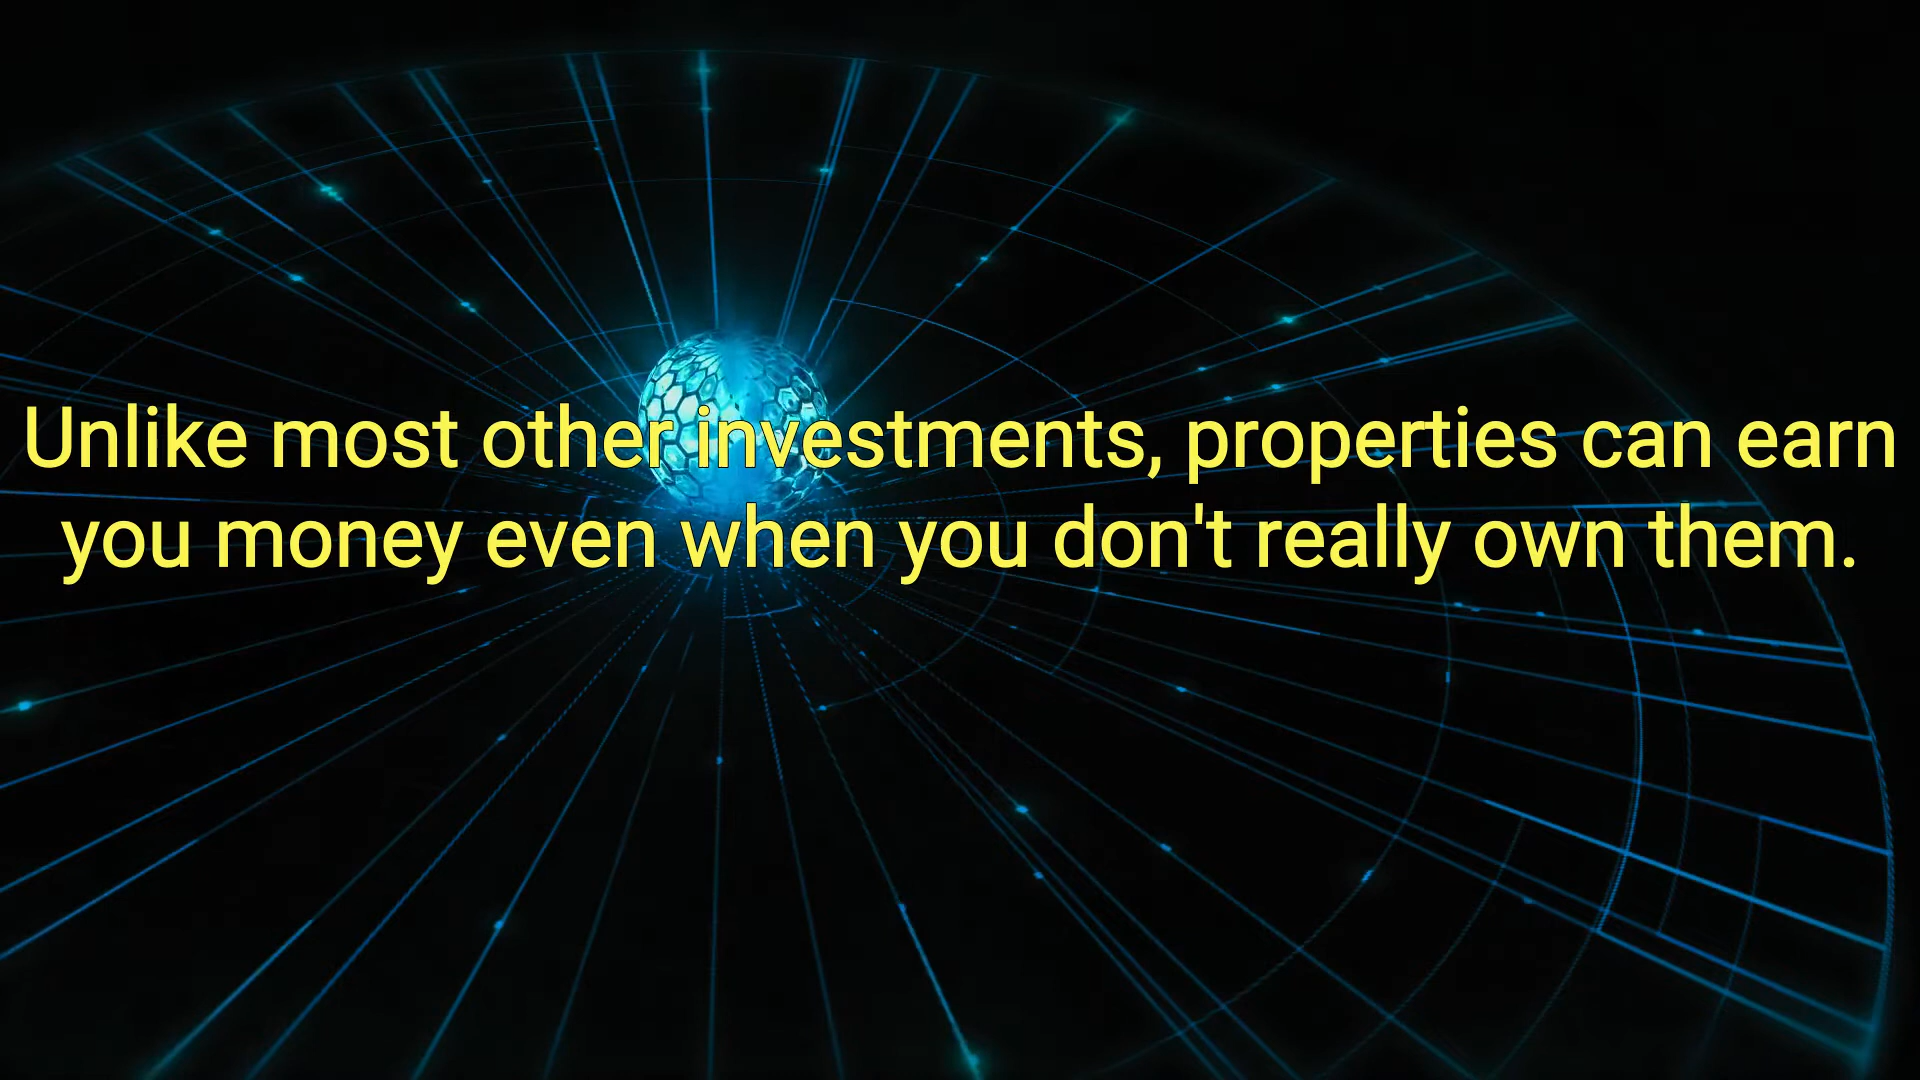 Unlike most other investments, properties can earn
you money even when you don't really own them.